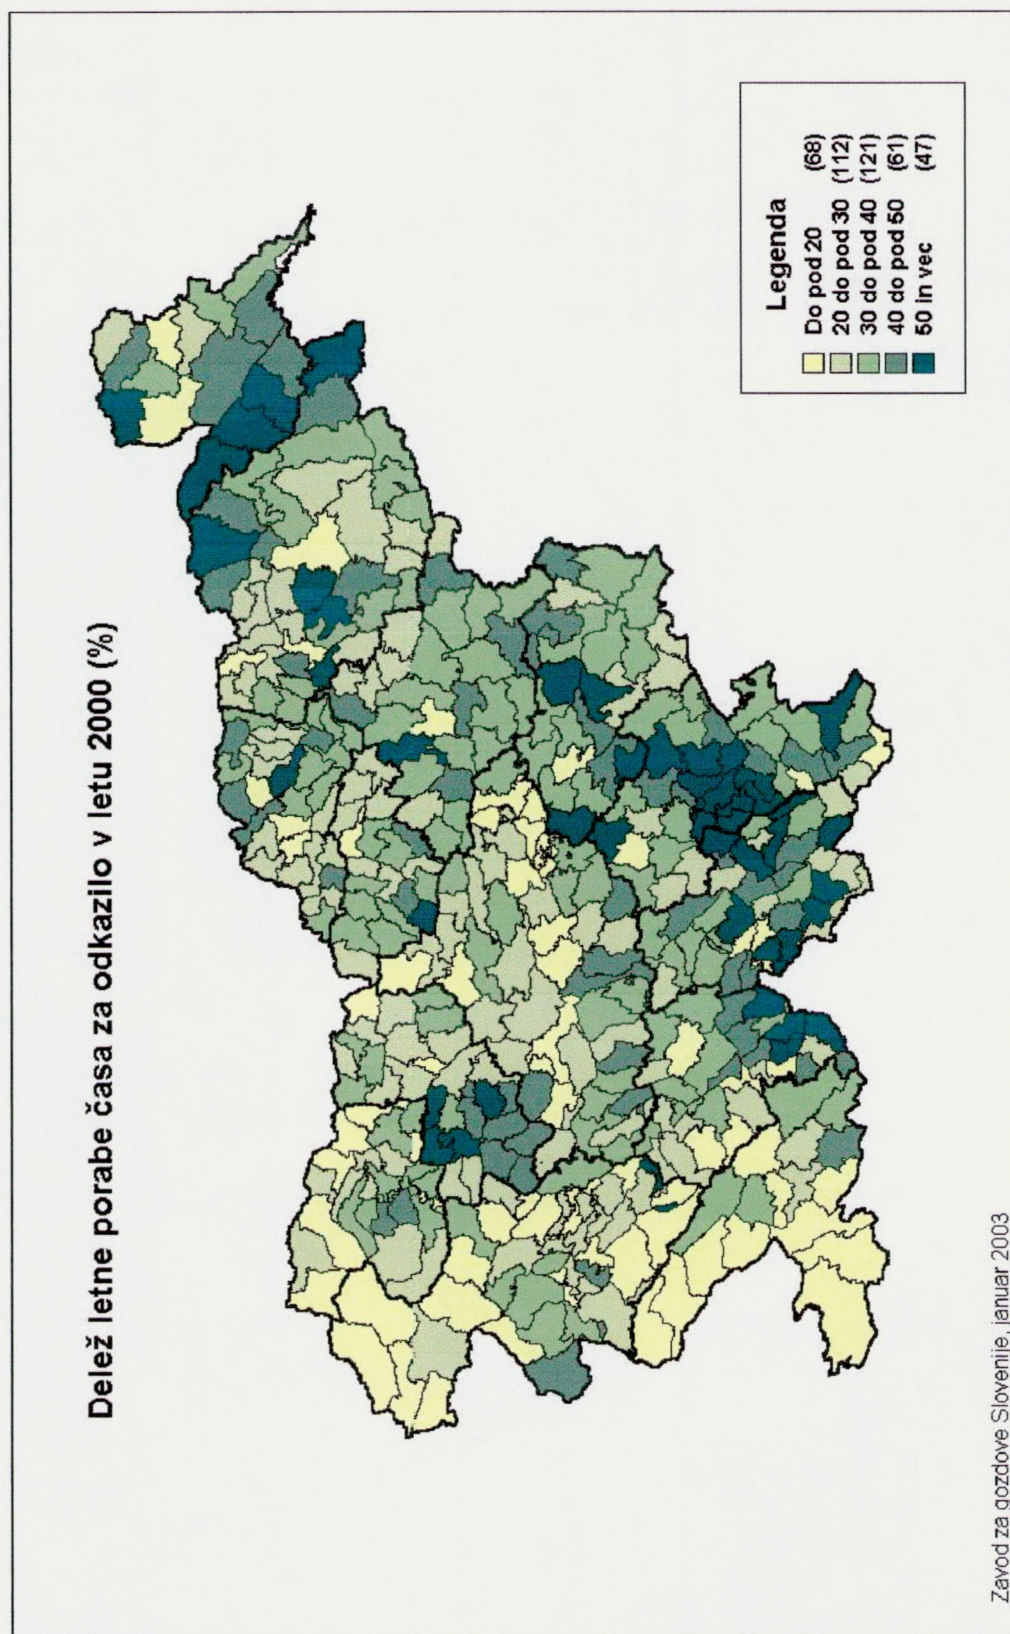 Delež letne porabe časa za odkazilo v letu 2000 (%)
Legenda
Do pod 20 (68)
20 do pod 30 (112)
30 do pod 40 (121)
40 do pod 50 (61)
50 in vec (47)
Zavod za gozdove Slovenije, januar 2003